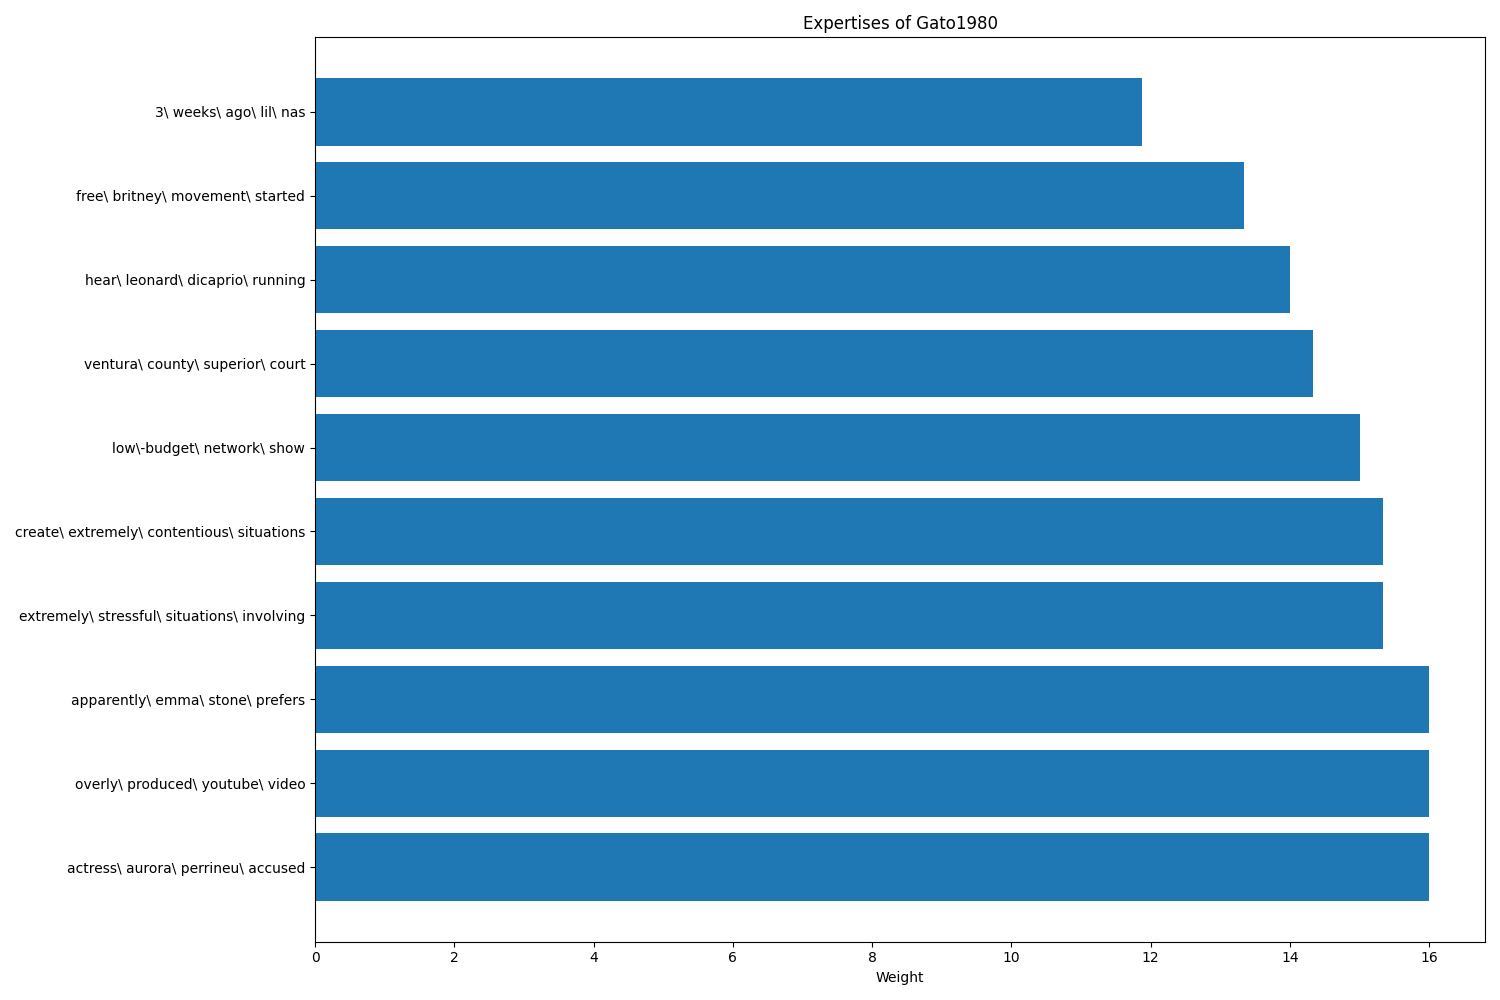 Expertises of Gato1980
3\ weeks\ ago\ lil\ nas
free\ britney\ movement\ started
hear\ leonard\ dicaprio\ running
ventura\ county\ superior\ court
low\-budget\ network\ show
create\ extremely\ contentious\ situations
extremely\ stressful\ situations\ involving
apparently\ emma\ stone\ prefers
overly\ produced\ youtube\ video
actress\ aurora\ perrineu\ accused
0 2 4 6 8 10 12 14 16
Weight